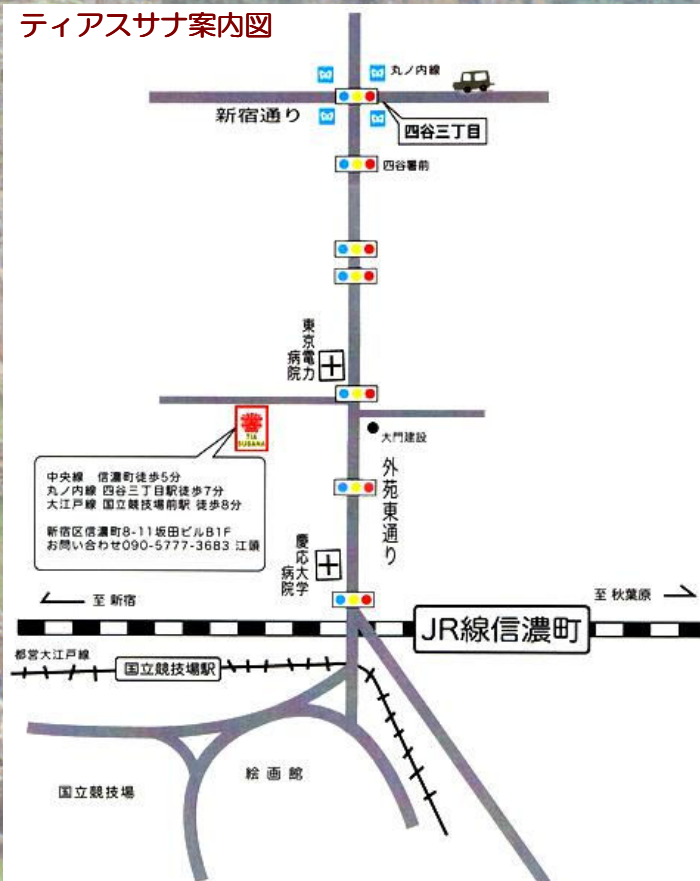 ティアスサナ案内図
丸ノ内線
新宿通り
四谷三丁目
四谷署前
東京電力
病院
TIA
SUSANA
大門建設
外苑東通り
中央線 信濃町徒歩5分
丸ノ内線 四谷三丁目駅徒歩7分
大江戸線 国立競技場前駅 徒歩8分
新宿区信濃町8-11坂田ビルB1F
お問い合わせ090-5777-3683 江頭
慶応大学
病院
至 新宿
至 秋葉原
JR線信濃町
都営大江戸線
国立競技場駅
絵画館
国立競技場